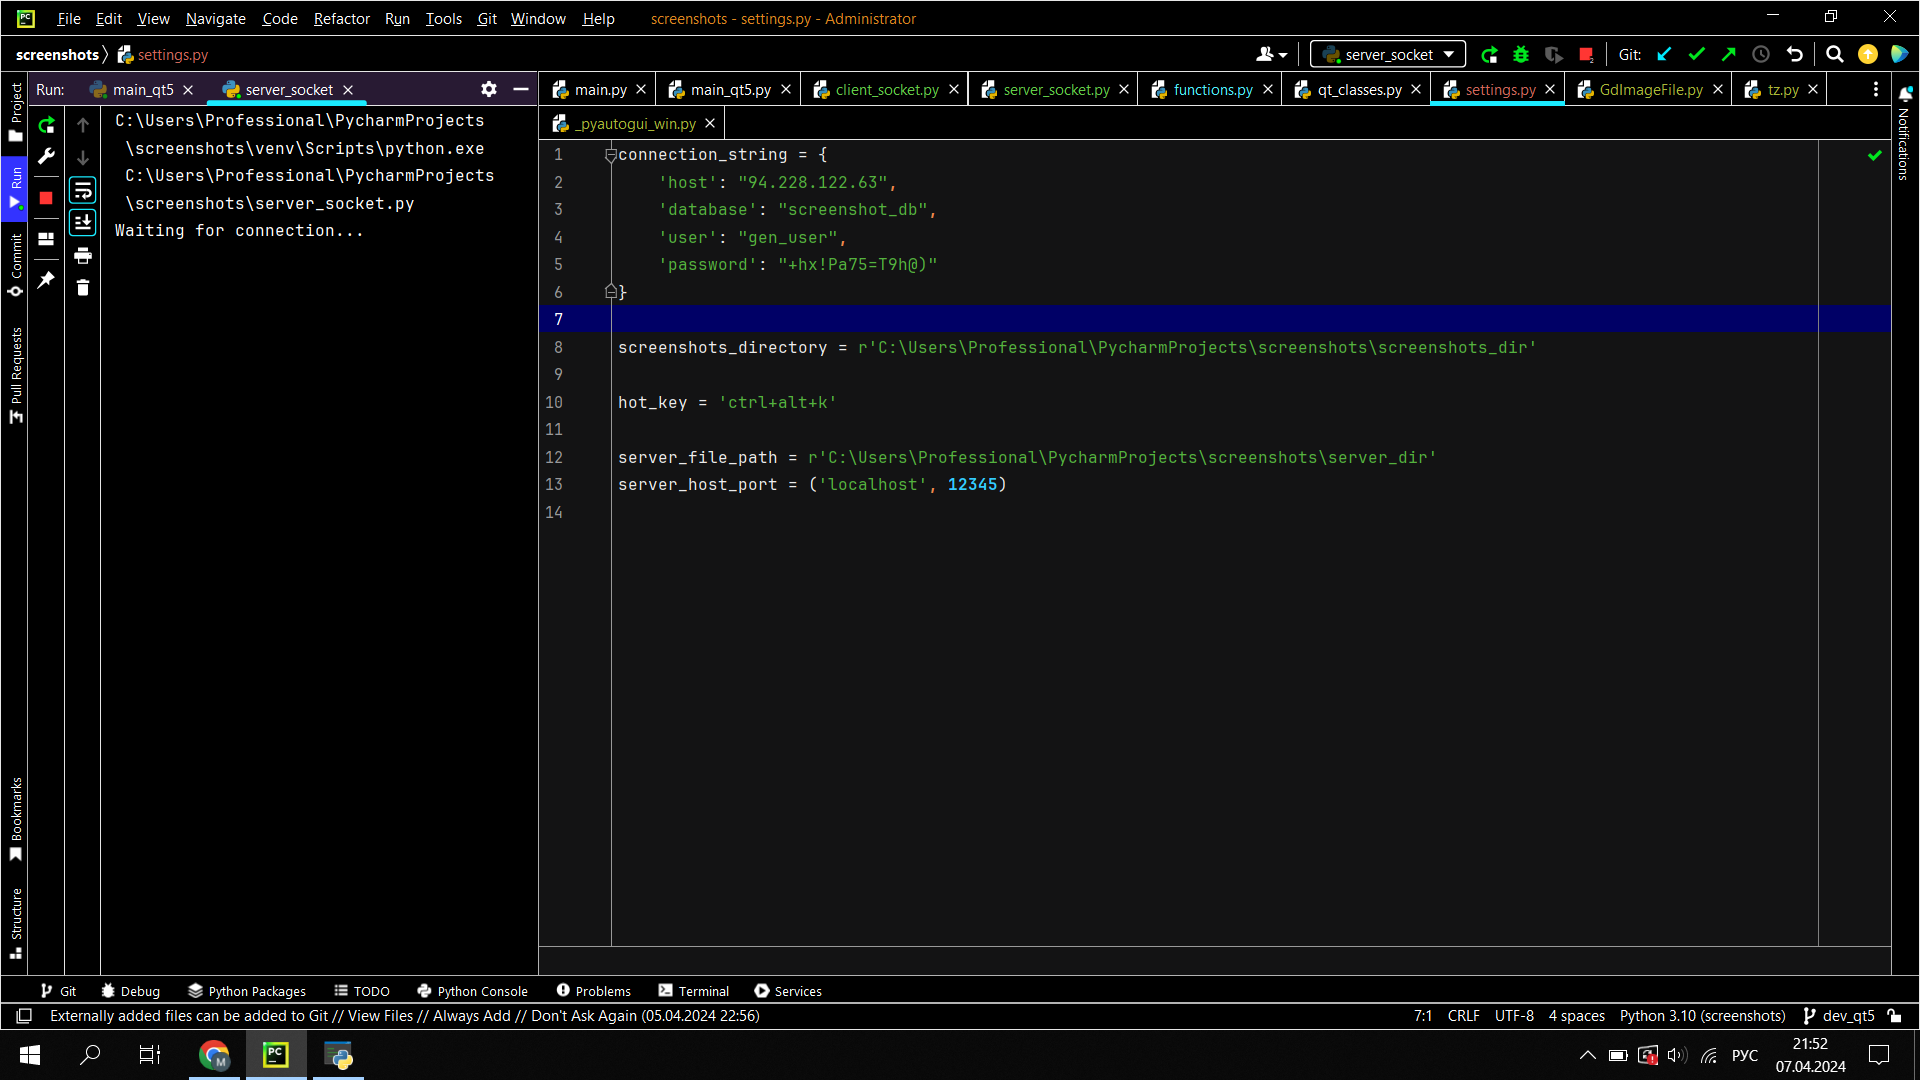 File Edit View Navigate Code Refactor Run Tools Git Window Help screenshots - settings.py - Administrator
screenshots settings.py server_socket Git:
Run: main_qt5 server_socket
main.py main_qt5.py client_socket.py server_socket.py functions.py qt_classes.py settings.py GdImageFile.py tz.py
_pyautogui_win.py
Project
Run
Commit
Pull Requests
Bookmarks
Structure
Notifications
C:\Users\Professional\PycharmProjects
\screenshots\venv\Scripts\python.exe
C:\Users\Professional\PycharmProjects
\screenshots\server_socket.py
Waiting for connection...
1 connection_string = {
2 'host': "94.228.122.63",
3 'database': "screenshot_db",
4 'user': "gen_user",
5 'password': "+hx!Pa75=T9h@)"
6 }
7
8 screenshots_directory = r'C:\Users\Professional\PycharmProjects\screenshots\screenshots_dir'
9
10 hot_key = 'ctrl+alt+k'
11
12 server_file_path = r'C:\Users\Professional\PycharmProjects\screenshots\server_dir'
13 server_host_port = ('localhost', 12345)
14
Git Debug Python Packages TODO Python Console Problems Terminal Services
Externally added files can be added to Git // View Files // Always Add // Don't Ask Again (05.04.2024 22:56) 7:1 CRLF UTF-8 4 spaces Python 3.10 (screenshots) dev_qt5
РУС 21:52
07.04.2024